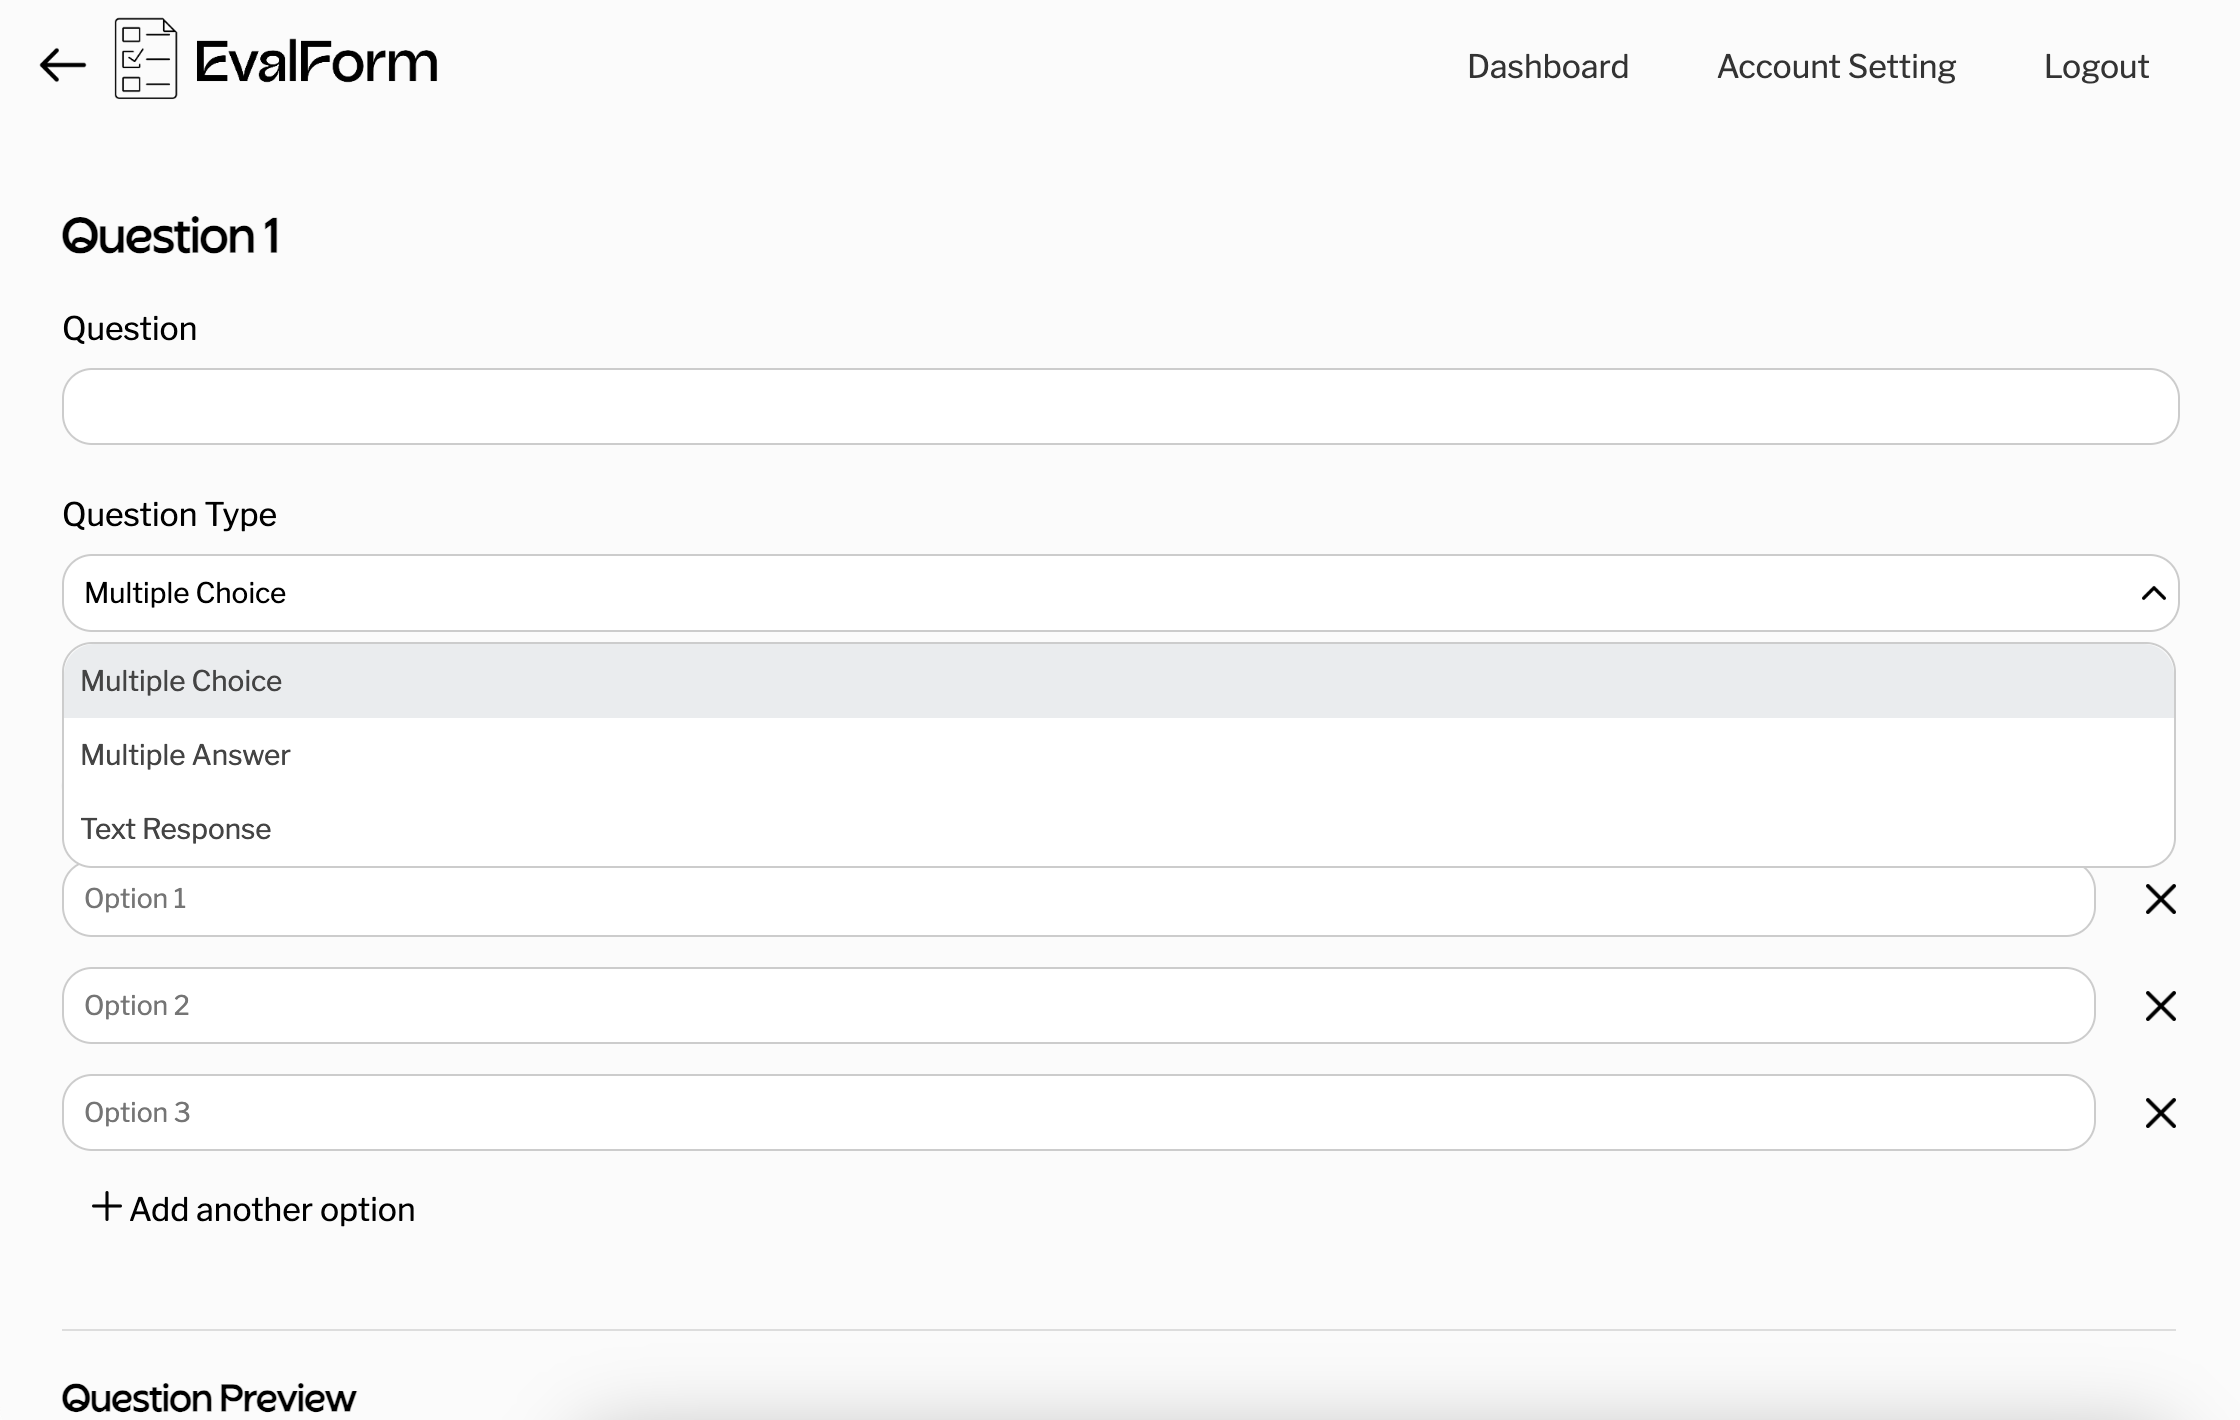 EvalForm
Dashboard
Account Setting
Logout
Question 1
Question
Question Type
Multiple Choice
Multiple Choice
Multiple Answer
Text Response
Option 1
Option 2
Option 3
Add another option
Question Preview